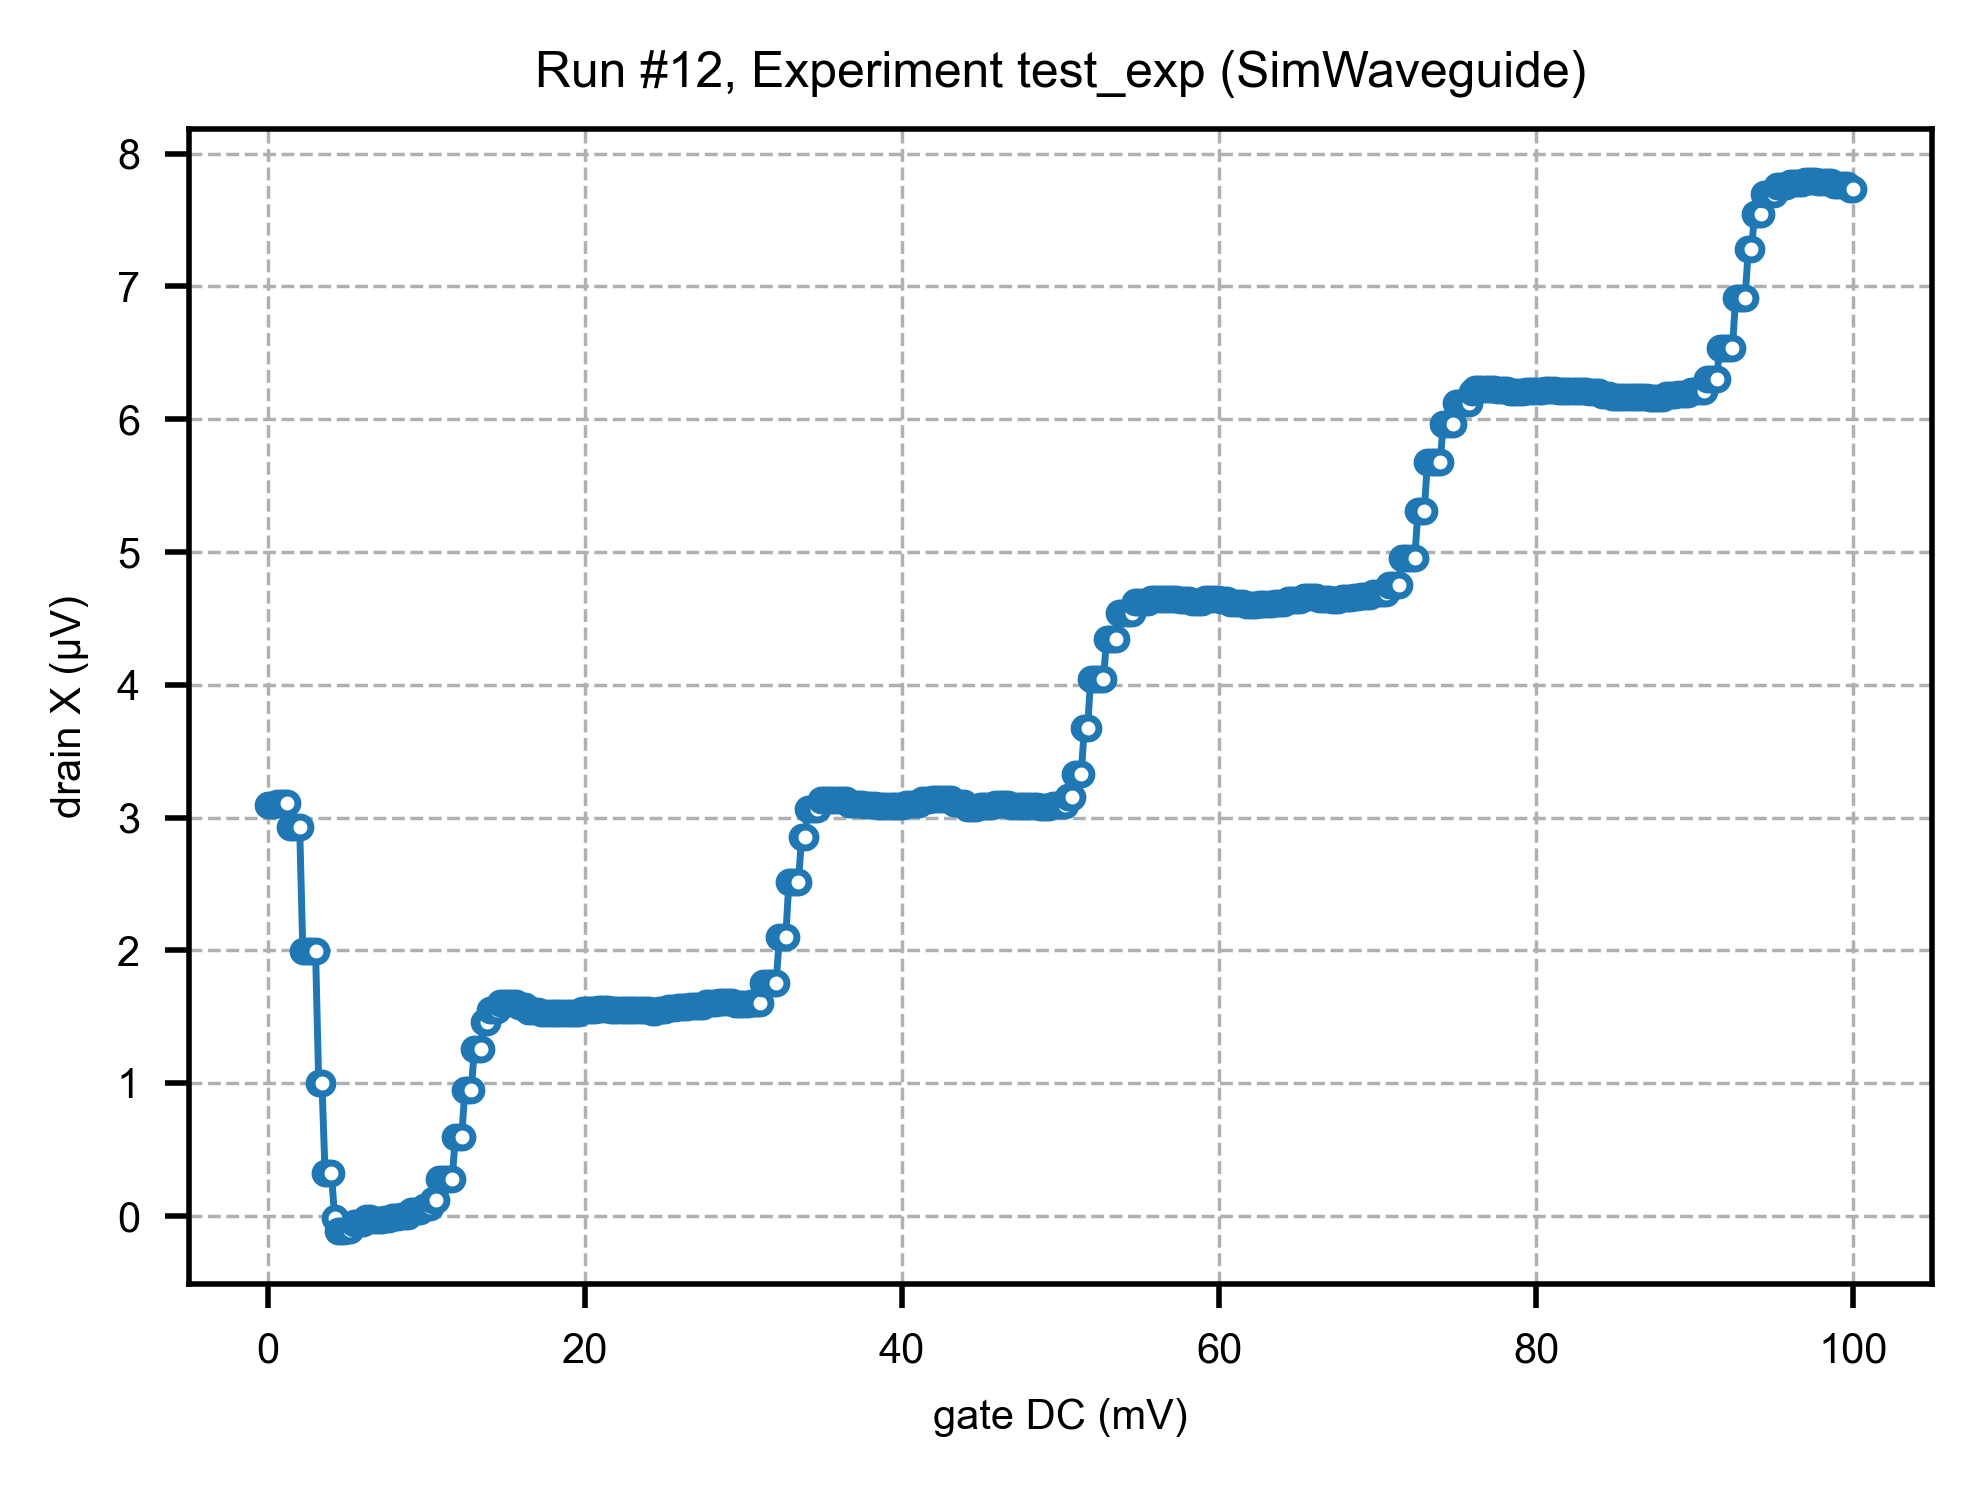 Run #12, Experiment test_exp (SimWaveguide)
8
7
6
5
4
3
2
1
0
drain X (µV)
0 20 40 60 80 100
gate DC (mV)